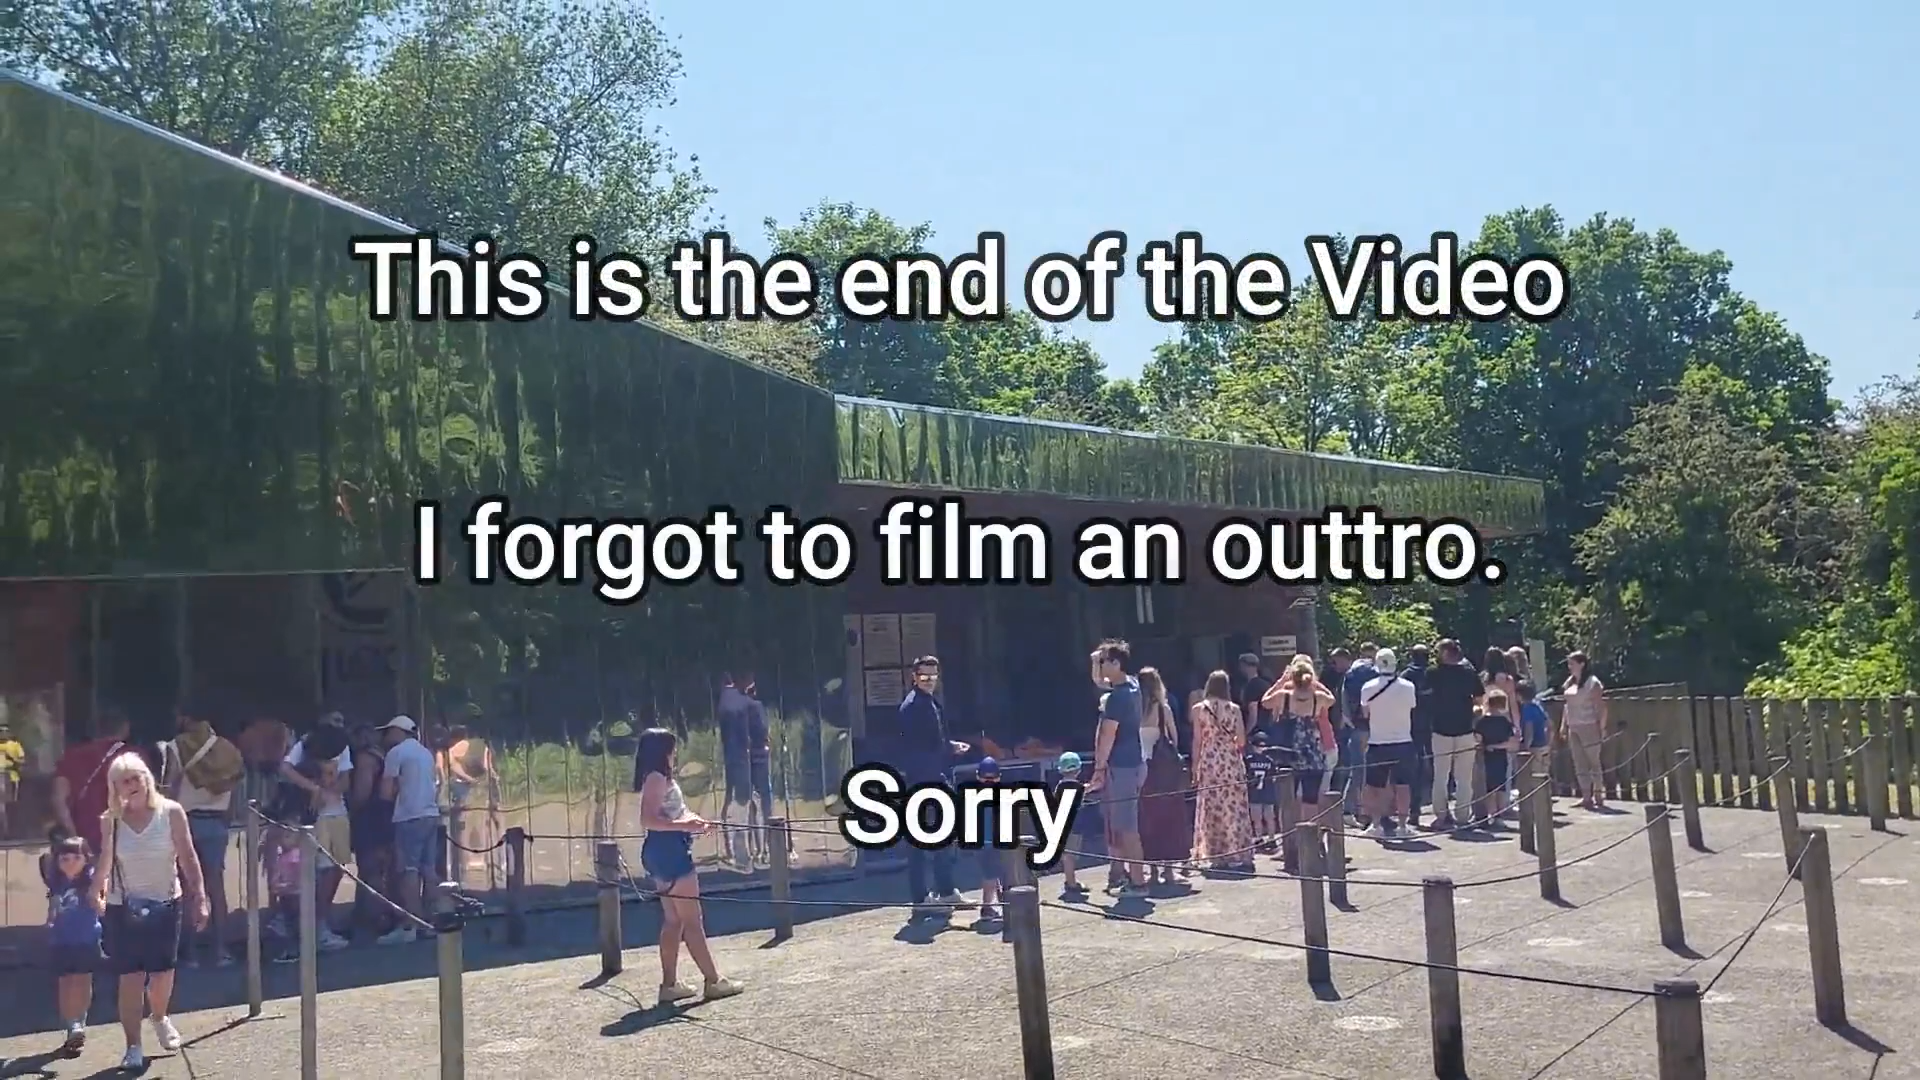 This is the end of the Video
I forgot to film an outtro.
Sorry